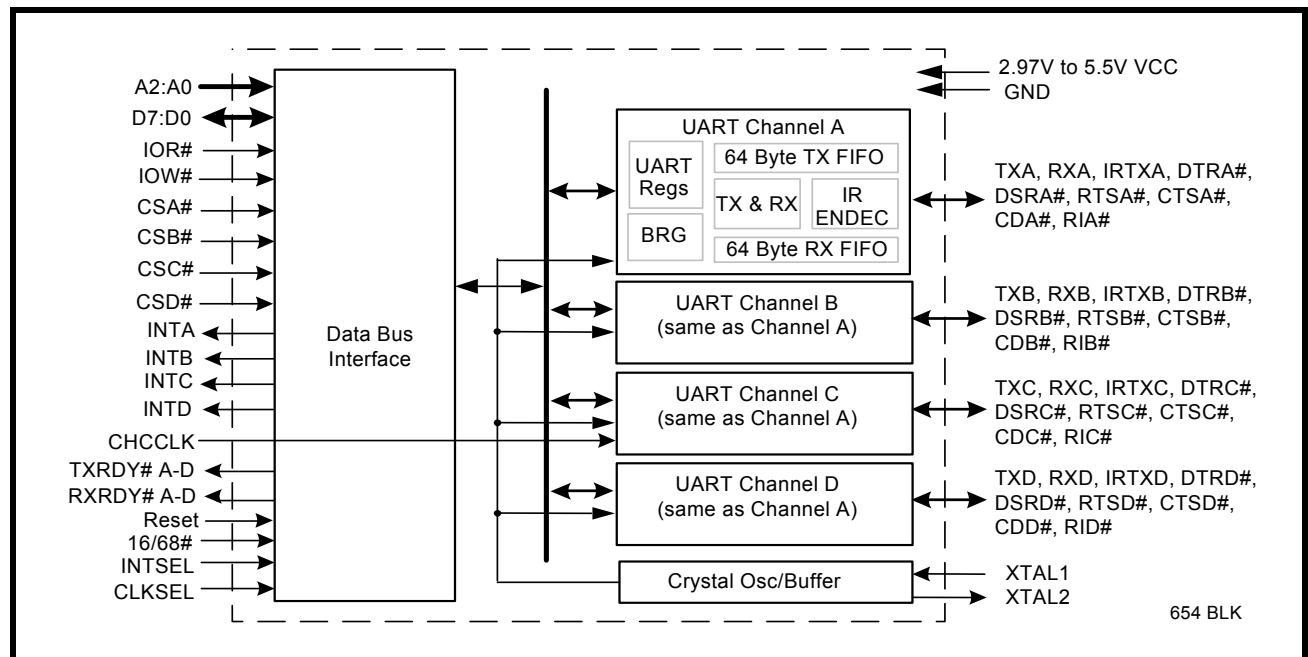 A2:A0
D7:D0
IOR#
IOW#
CSA#
CSB#
CSC#
CSD#
INTA
INTB
INTC
INTD
CHCCLK
TXRDY# A-D
RXRDY# A-D
Reset
16/68#
INTSEL
CLKSEL
Data Bus
Interface
UART Channel A
UART
Regs
BRG
64 Byte TX FIFO
TX & RX
IR
ENDEC
64 Byte RX FIFO
UART Channel B
(same as Channel A)
UART Channel C
(same as Channel A)
UART Channel D
(same as Channel A)
Crystal Osc/Buffer
2.97V to 5.5V VCC
GND
TXA, RXA, IRTXA, DTRA#,
DSRA#, RTSA#, CTSA#,
CDA#, RIA#
TXB, RXB, IRTXB, DTRB#,
DSRB#, RTSB#, CTSB#,
CDB#, RIB#
TXC, RXC, IRTXC, DTRC#,
DSRC#, RTSC#, CTSC#,
CDC#, RIC#
TXD, RXD, IRTXD, DTRD#,
DSRD#, RTSD#, CTSD#,
CDD#, RID#
XTAL1
XTAL2
654 BLK